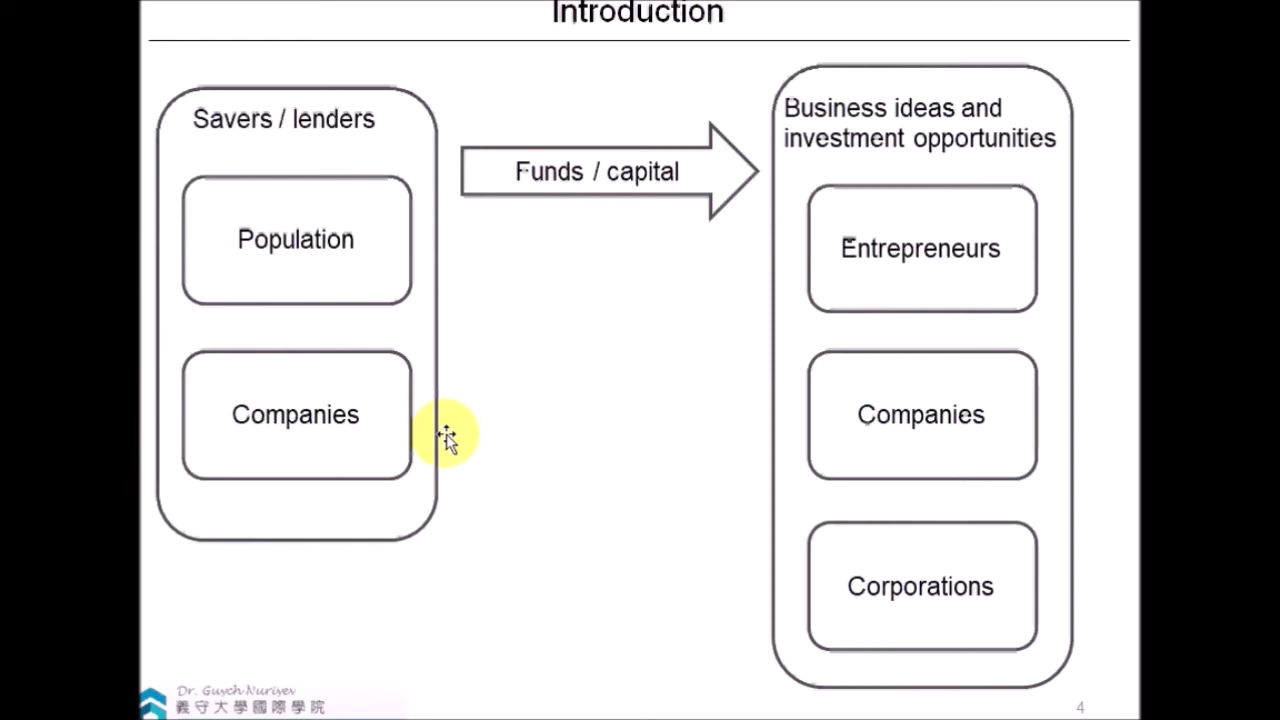 Introduction
Savers / lenders
Population
Companies
Funds / capital
Business ideas and
investment opportunities
Entrepreneurs
Companies
Corporations
Dr. Guych Nuriyev
義守大學國際學院
4